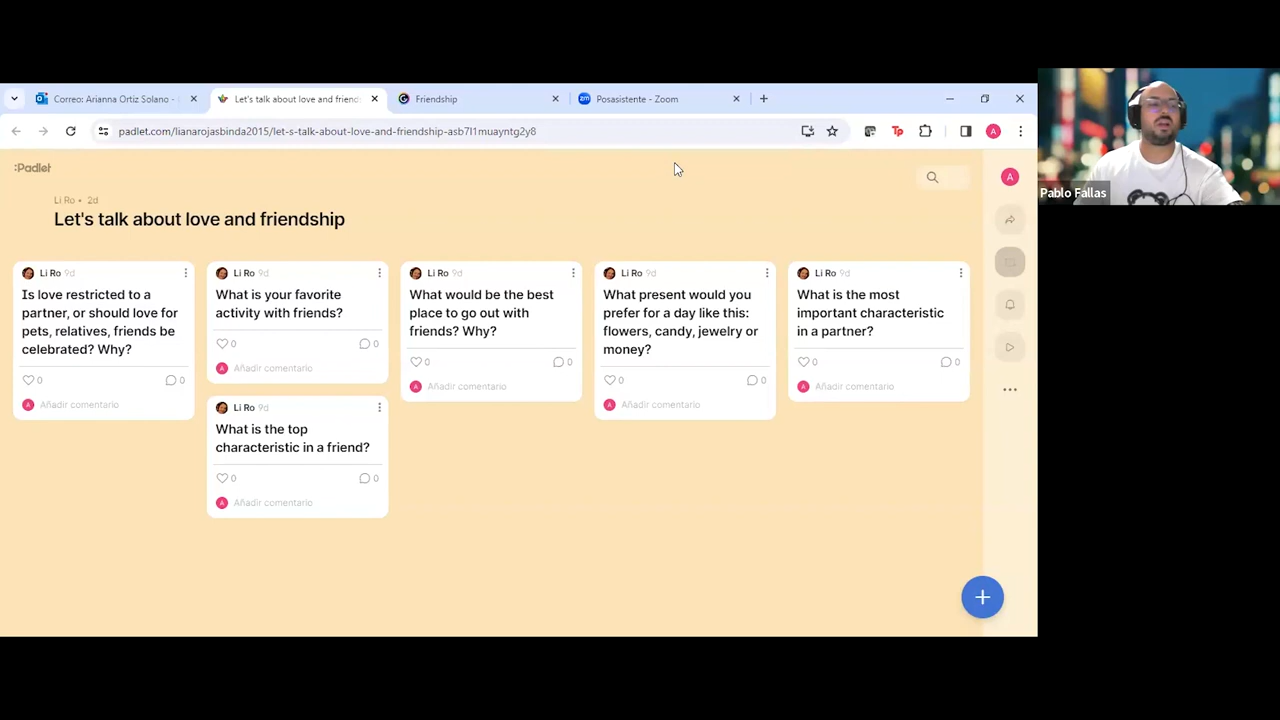 Correo: Arianna Ortiz Solano -
Let's talk about love and friend
Friendship
Posasistente - Zoom
padlet.com/lianarojasbinda2015/let-s-talk-about-love-and-friendship-asb7l1muayntg2y8
A
:Padlet
Li Ro • 2d
Let's talk about love and friendship
A
Li Ro 9d
Is love restricted to a
partner, or should love for
pets, relatives, friends be
celebrated? Why?
0
0
A
Añadir comentario
Li Ro 9d
What is your favorite
activity with friends?
0
0
A
Añadir comentario
Li Ro 9d
What is the top
characteristic in a friend?
0
0
A
Añadir comentario
Li Ro 9d
What would be the best
place to go out with
friends? Why?
0
0
A
Añadir comentario
Li Ro 9d
What present would you
prefer for a day like this:
flowers, candy, jewelry or
money?
0
0
A
Añadir comentario
Li Ro 9d
What is the most
important characteristic
in a partner?
0
0
A
Añadir comentario
Pablo Fallas